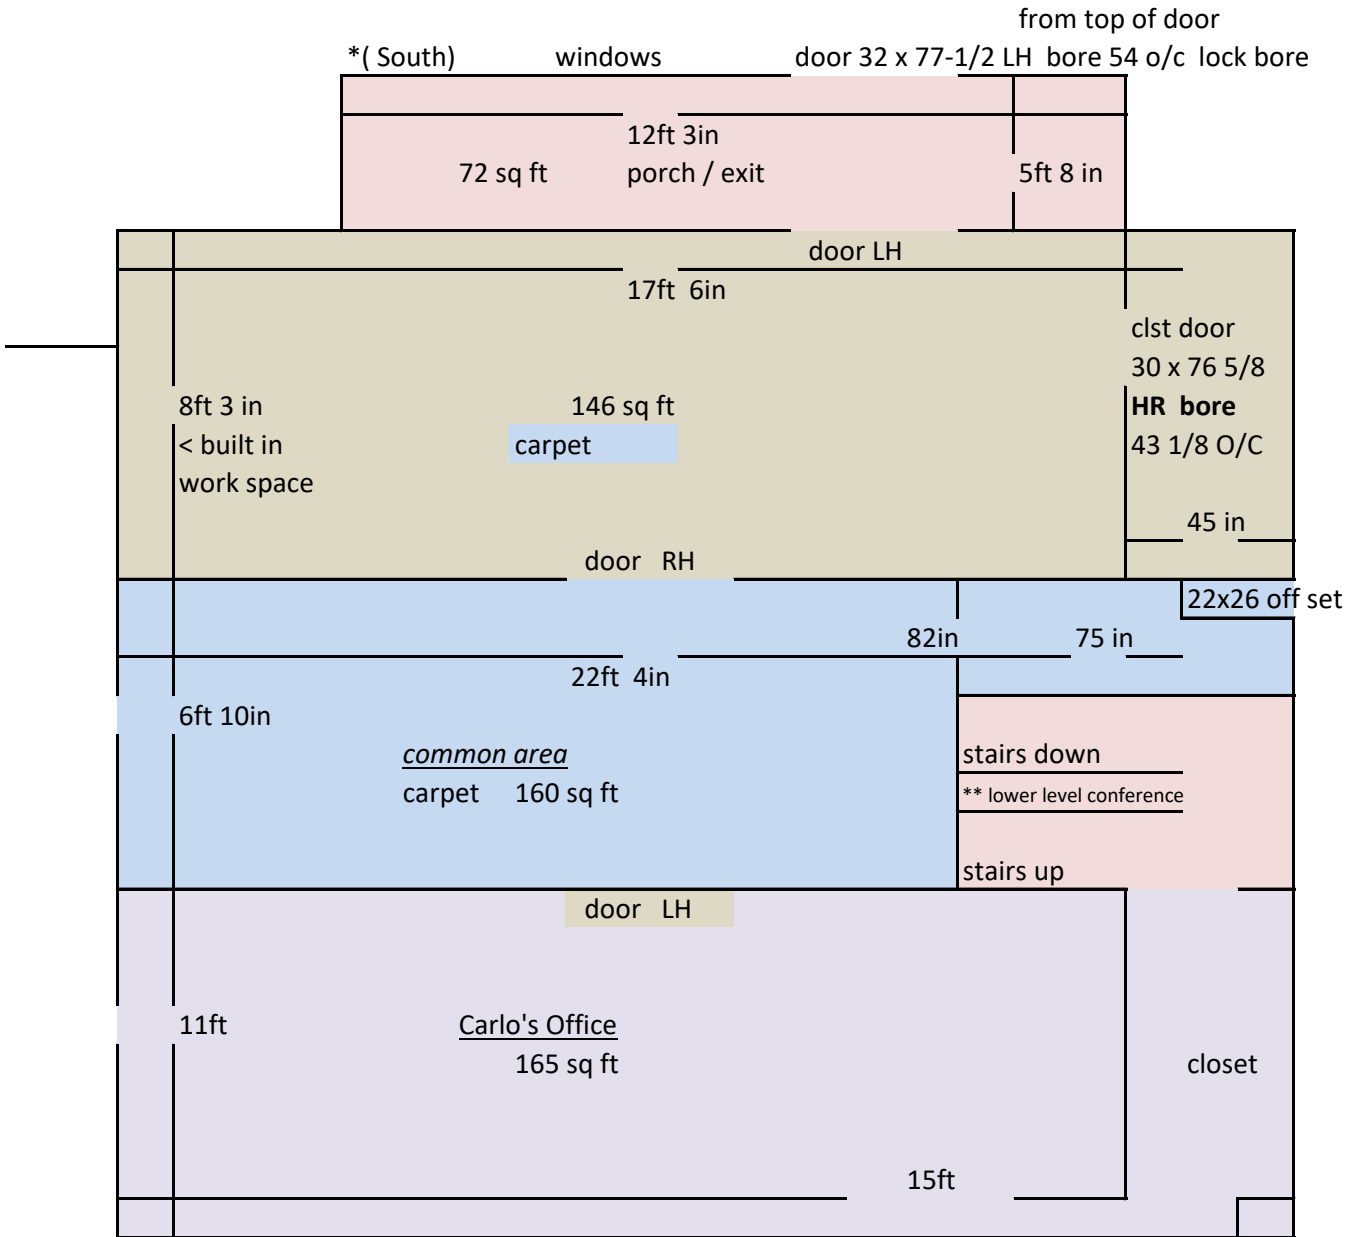 from top of door
*( South) windows door 32 x 77-1/2 LH bore 54 o/c lock bore
12ft 3in
72 sq ft porch / exit 5ft 8 in
door LH
17ft 6in
clst door
30 x 76 5/8
8ft 3 in 146 sq ft HR bore
< built in carpet 43 1/8 O/C
work space
45 in
door RH
22x26 off set
82in 75 in
22ft 4in
6ft 10in
common area stairs down
carpet 160 sq ft ** lower level conference
stairs up
door LH
11ft Carlo's Office
165 sq ft closet
15ft